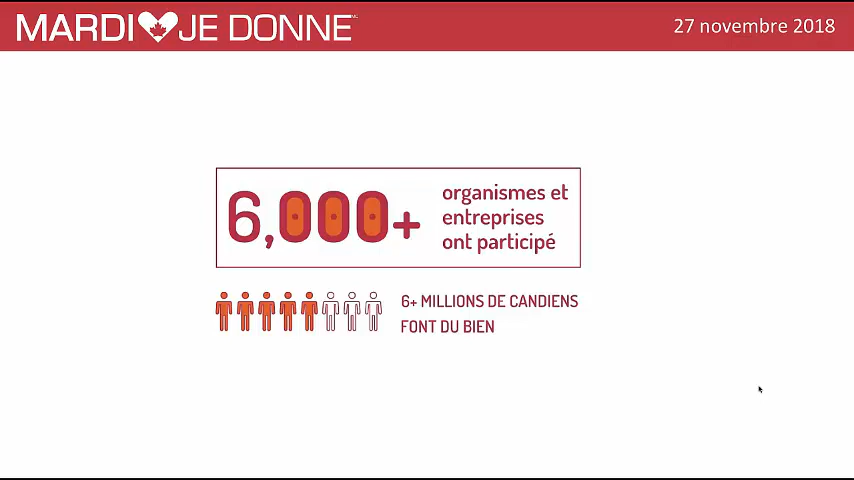 MARDI JE DONNE MC
27 novembre 2018
6,000+
organismes et
entreprises
ont participé
6+ MILLIONS DE CANDIENS
FONT DU BIEN